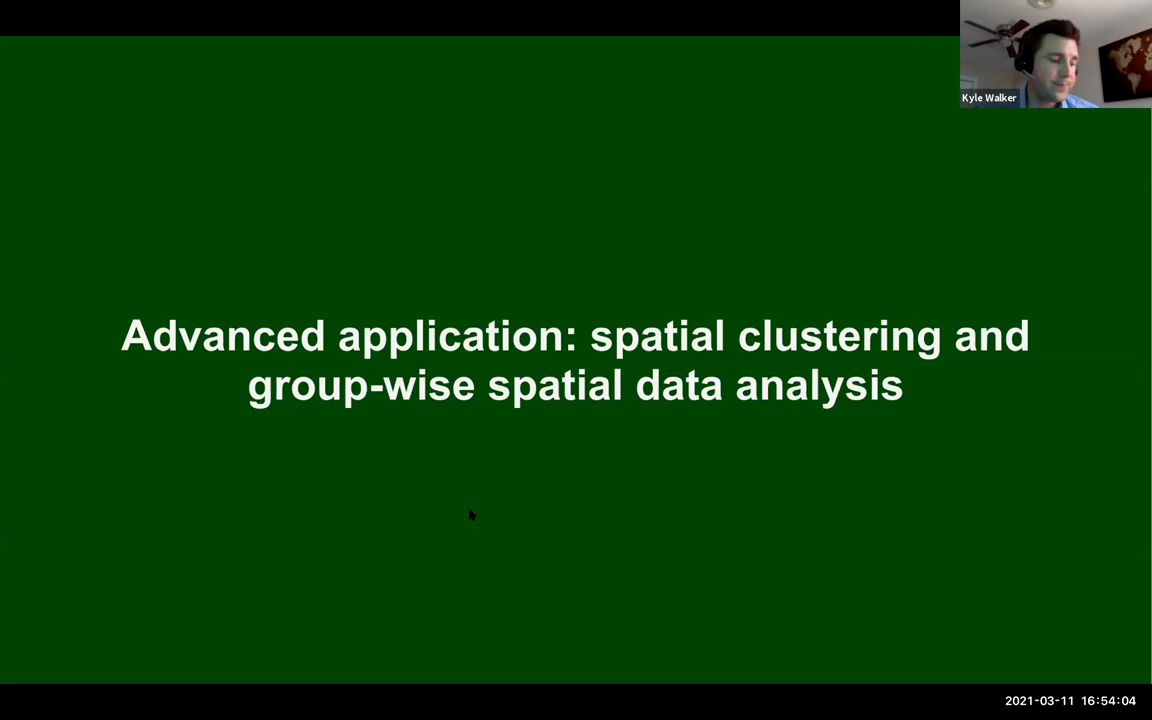 Kyle Walker
Advanced application: spatial clustering and
group-wise spatial data analysis
2021-03-11 16:54:04